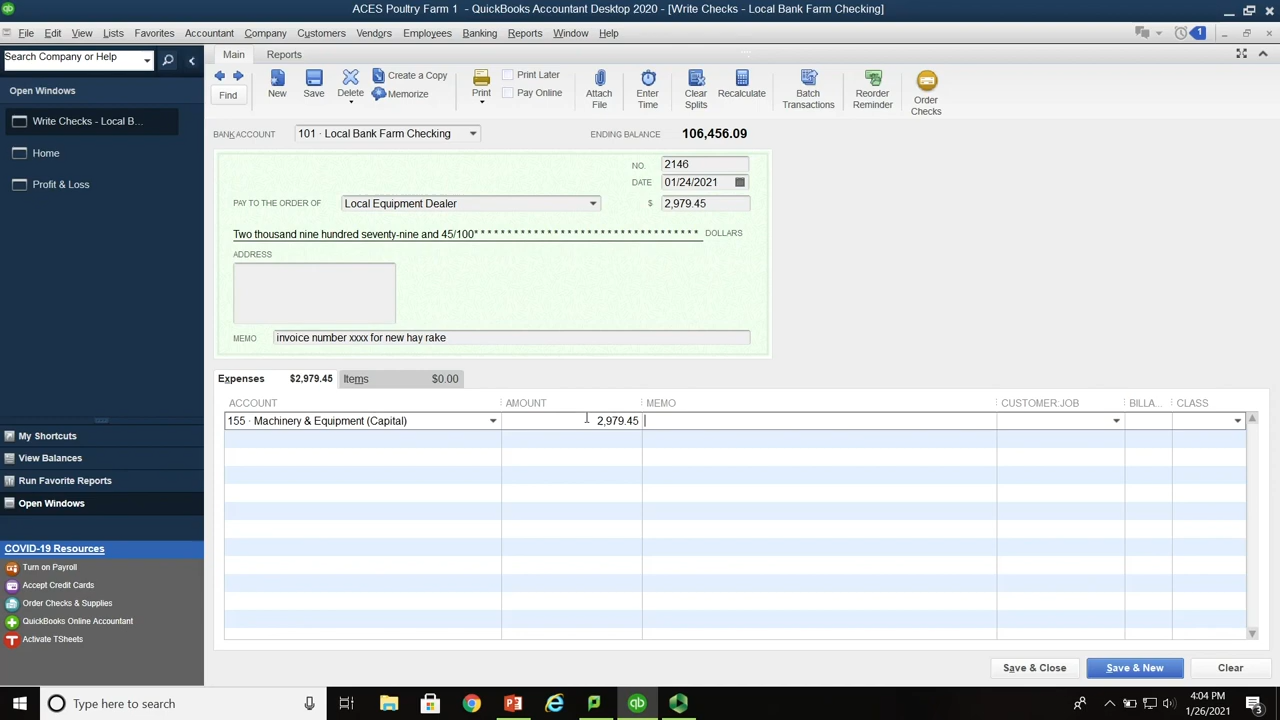 ACES Poultry Farm 1 - QuickBooks Accountant Desktop 2020 - [Write Checks - Local Bank Farm Checking]
File Edit View Lists Favorites Accountant Company Customers Vendors Employees Banking Reports Window Help
1
Search Company or Help
Open Windows
Write Checks - Local B...
Home
Profit & Loss
My Shortcuts
View Balances
Run Favorite Reports
Open Windows
COVID-19 Resources
Turn on Payroll
Accept Credit Cards
Order Checks & Supplies
QuickBooks Online Accountant
Activate TSheets
Main Reports
Find
New
Save
Delete
Create a Copy
Memorize
Print
Print Later
Pay Online
Attach
File
Enter
Time
Clear
Splits
Recalculate
Batch
Transactions
Reorder
Reminder
Order
Checks
BANK ACCOUNT 101 · Local Bank Farm Checking ENDING BALANCE 106,456.09
NO. 2146
DATE 01/24/2021
PAY TO THE ORDER OF Local Equipment Dealer $ 2,979.45
Two thousand nine hundred seventy-nine and 45/100* * * * * * * * * * * * * * * * * * * * * * * * * * * * * * * * * * DOLLARS
ADDRESS
MEMO invoice number xxxx for new hay rake
Expenses $2,979.45 Items $0.00
ACCOUNT AMOUNT MEMO CUSTOMER:JOB BILLA... CLASS
155 · Machinery & Equipment (Capital) 2,979.45
Save & Close Save & New Clear
Type here to search
4:04 PM
1/26/2021
3